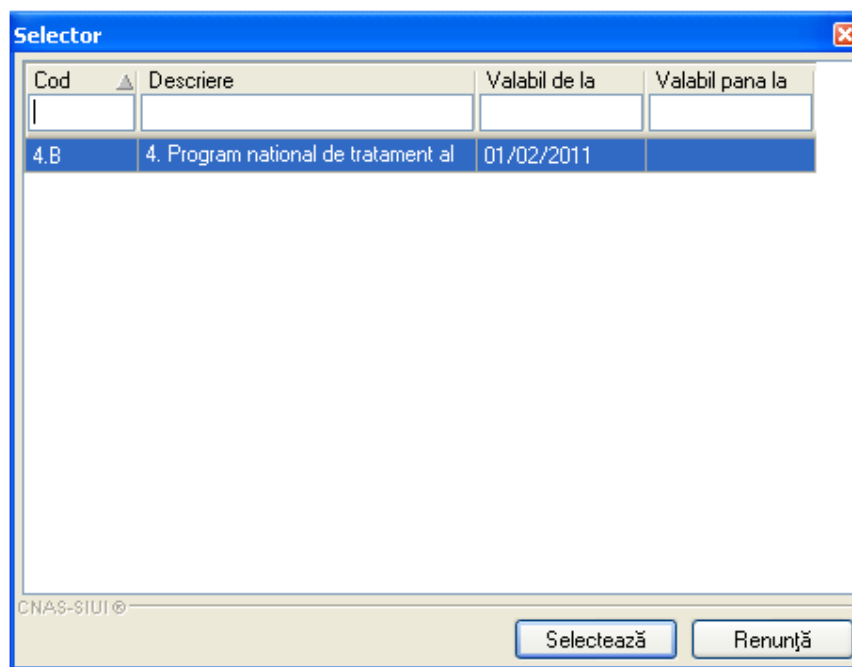 Selector
Cod Descriere Valabil de la Valabil pana la
4.B 4. Program national de tratament al 01/02/2011
CNAS-SIUI ®
Selectează Renunţă